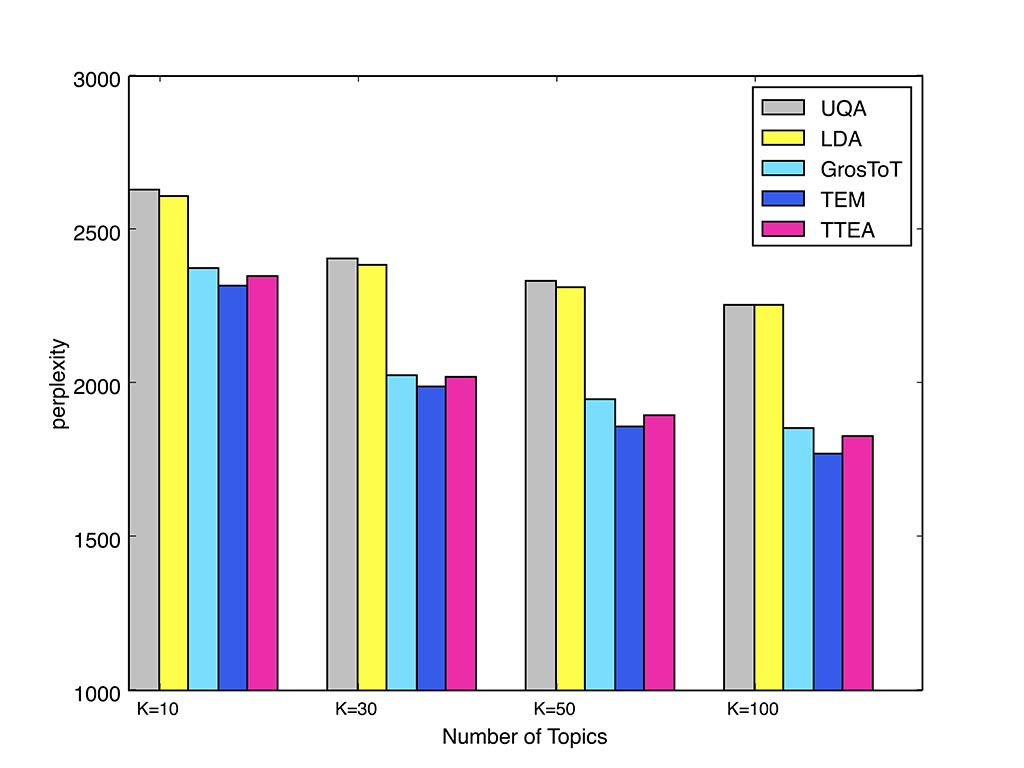 3000
2500
2000
1500
1000
perplexity
UQA
LDA
GrosToT
TEM
TTEA
K=10
K=30
K=50
K=100
Number of Topics